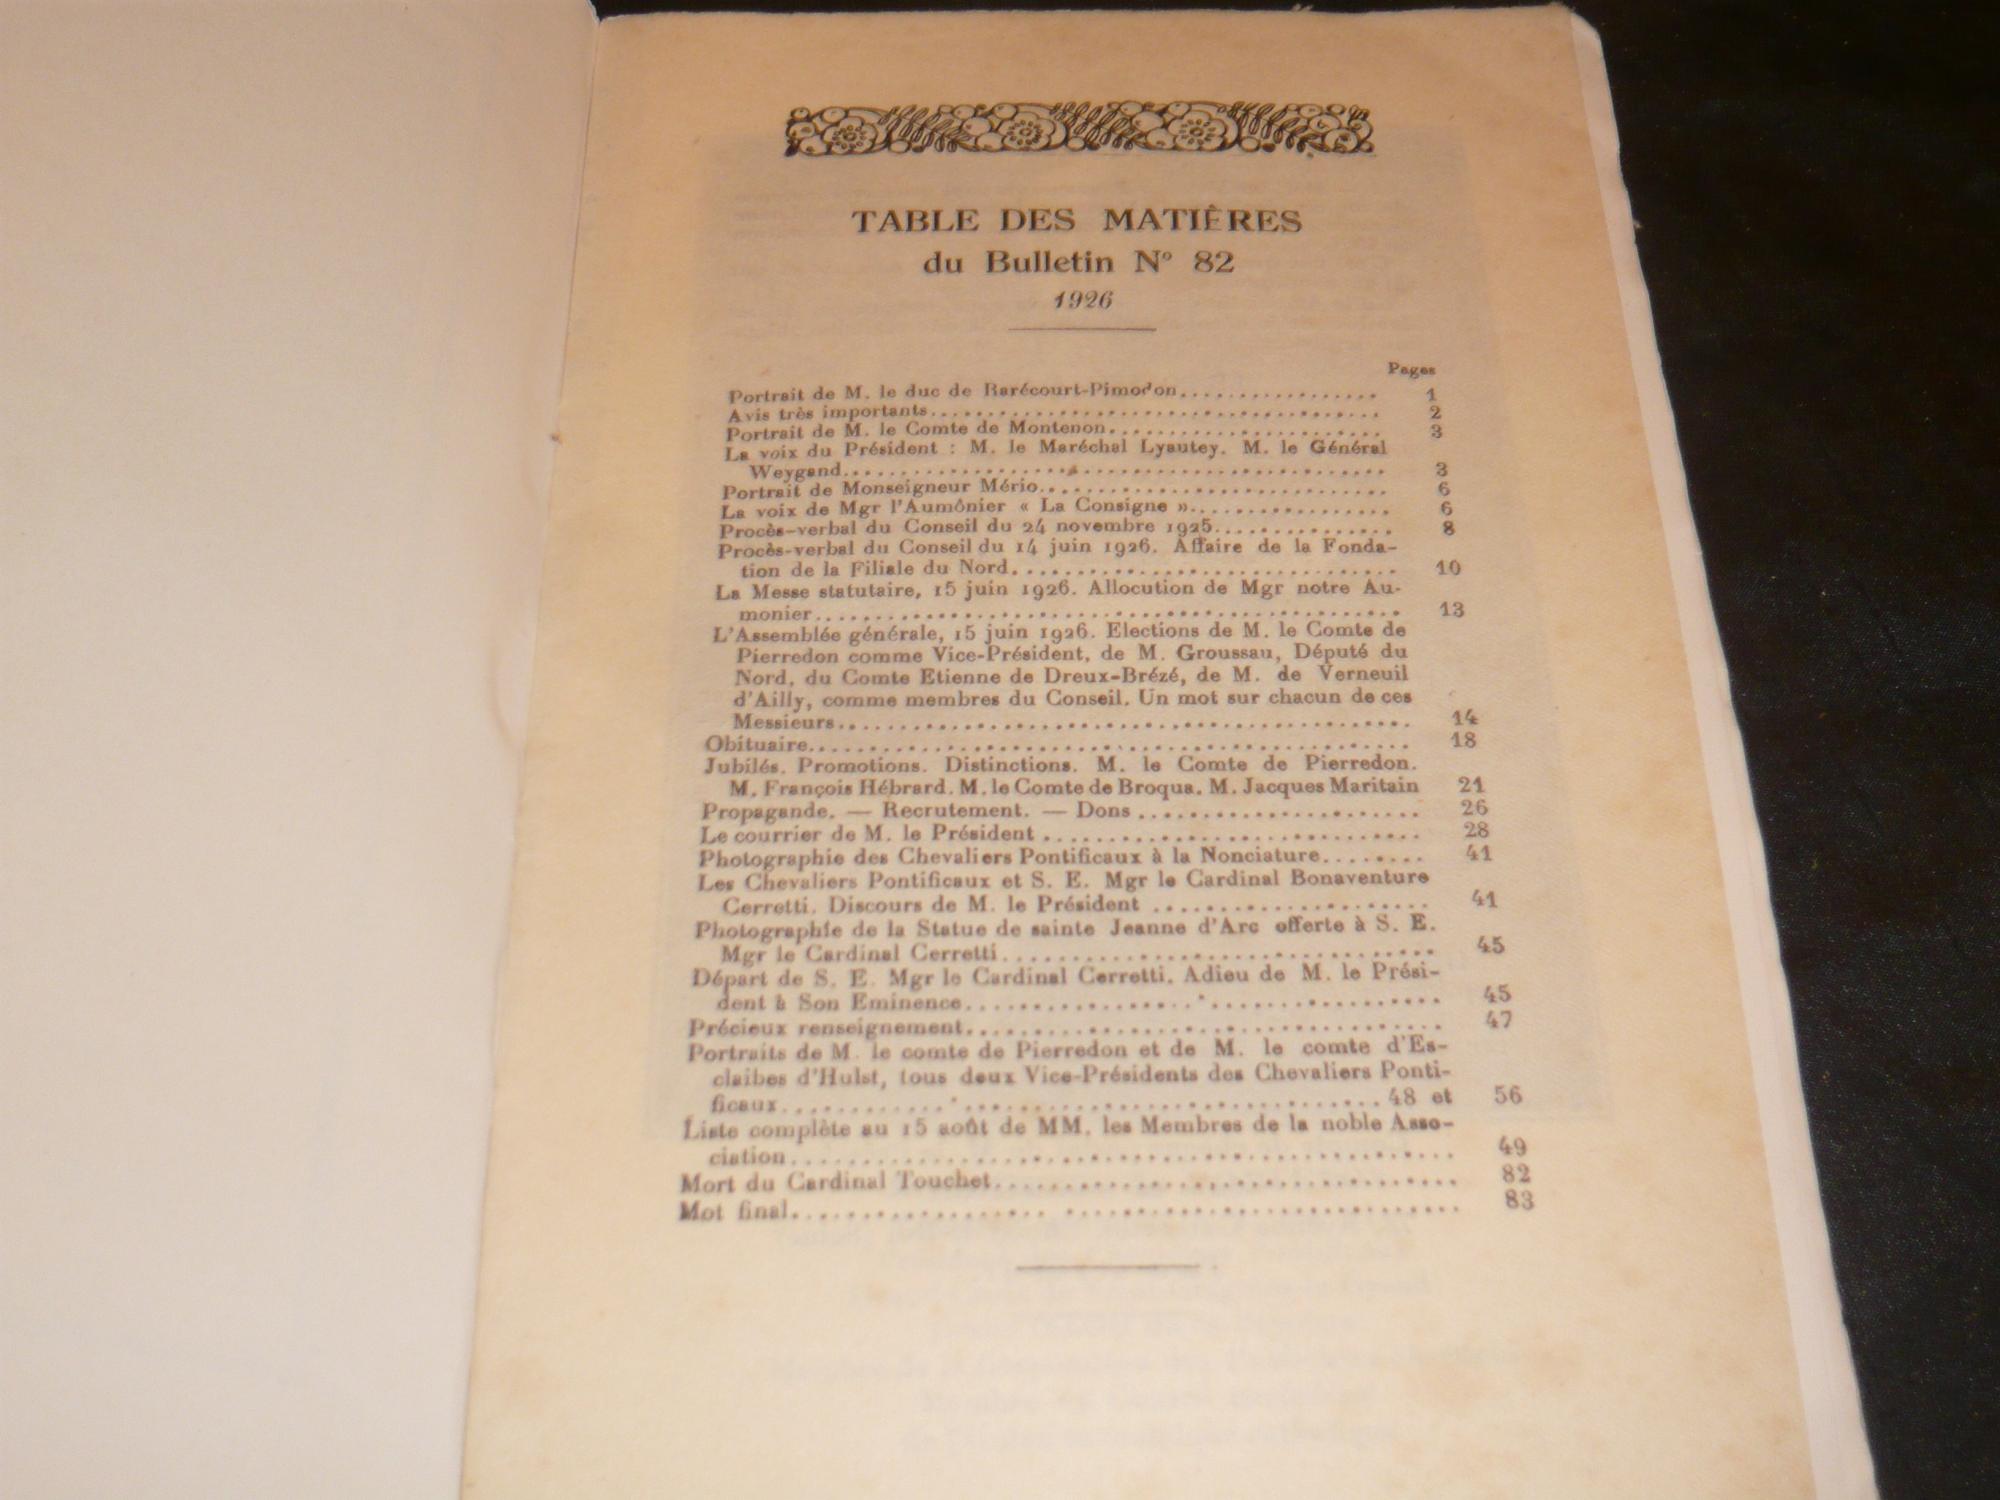 TABLE DES MATIÈRES
du Bulletin Nº 82
1926
Pages
Portrait de M. le duc de Rarécourt-Pimodon.................. 1
Avis très importants........................................ 2
Portrait de M. le Comte de Montenon........................ 3
La voix du Président : M. le Maréchal Lyautey. M. le Général
Weygand.................................................... 3
Portrait de Monseigneur Mério.............................. 6
La voix de Mgr l'Aumônier « La Consigne ».................. 6
Procès-verbal du Conseil du 24 novembre 1925............... 8
Procès-verbal du Conseil du 14 juin 1926. Affaire de la Fonda-
tion de la Filiale du Nord................................. 10
La Messe statutaire, 15 juin 1926. Allocution de Mgr notre Au-
monier..................................................... 13
L'Assemblée générale, 15 juin 1926. Elections de M. le Comte de
Pierredon comme Vice-Président, de M. Groussau, Député du
Nord, du Comte Etienne de Dreux-Brézé, de M. de Verneuil
d'Ailly, comme membres du Conseil. Un mot sur chacun de ces
Messieurs.................................................. 14
Obituaire.................................................. 18
Jubilés. Promotions. Distinctions. M. le Comte de Pierredon.
M. François Hébrard. M. le Comte de Broqua. M. Jacques Maritain 21
Propagande. — Recrutement. — Dons ......................... 26
Le courrier de M. le Président ............................ 28
Photographie des Chevaliers Pontificaux à la Nonciature........ 41
Les Chevaliers Pontificaux et S. E. Mgr le Cardinal Bonaventure
Cerretti. Discours de M. le Président ..................... 41
Photographie de la Statue de sainte Jeanne d'Arc offerte à S. E.
Mgr le Cardinal Cerretti................................... 45
Départ de S. E. Mgr le Cardinal Cerretti. Adieu de M. le Prési-
dent à Son Eminence........................................ 45
Précieux renseignement..................................... 47
Portraits de M. le comte de Pierredon et de M. le comte d'Es-
claibes d'Hulst, tous deux Vice-Présidents des Chevaliers Ponti-
ficaux............................................. 48 et 56
Liste complète au 15 août de MM. les Membres de la noble Asso-
ciation.................................................... 49
Mort du Cardinal Touchet................................... 82
Mot final.................................................. 83